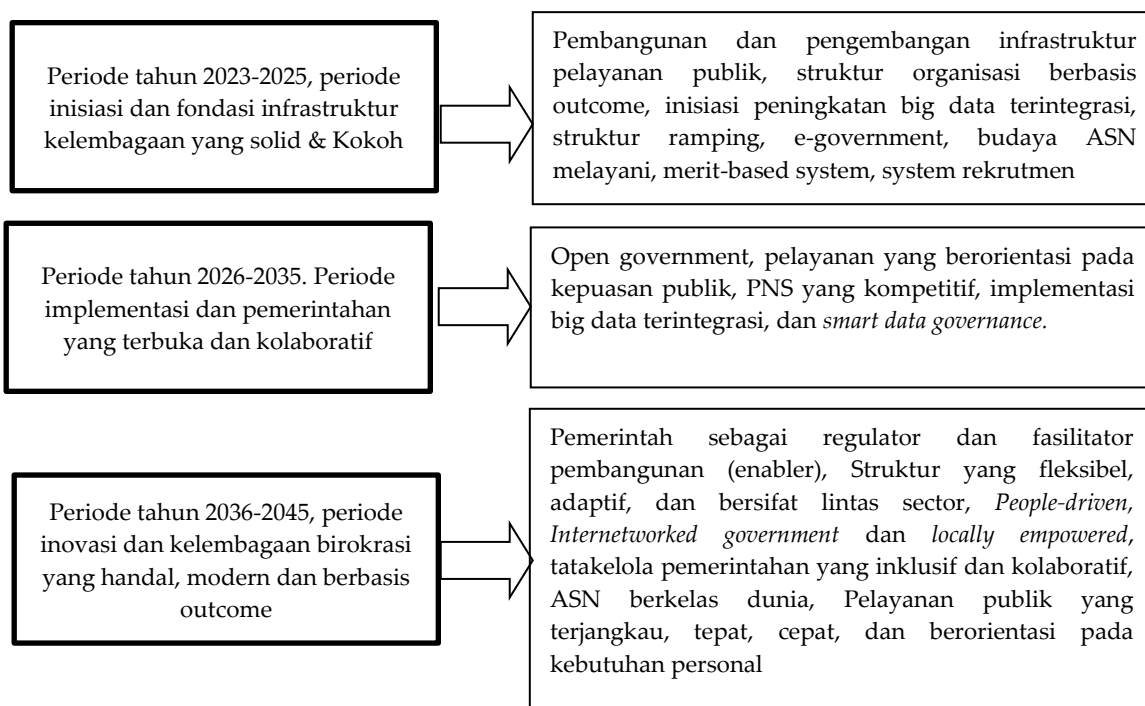 Periode tahun 2023-2025, periode
inisiasi dan fondasi infrastruktur
kelembagaan yang solid & Kokoh
Pembangunan dan pengembangan infrastruktur
pelayanan publik, struktur organisasi berbasis
outcome, inisiasi peningkatan big data terintegrasi,
struktur ramping, e-government, budaya ASN
melayani, merit-based system, system rekrutmen
Periode tahun 2026-2035. Periode
implementasi dan pemerintahan
yang terbuka dan kolaboratif
Open government, pelayanan yang berorientasi pada
kepuasan publik, PNS yang kompetitif, implementasi
big data terintegrasi, dan smart data governance.
Periode tahun 2036-2045, periode
inovasi dan kelembagaan birokrasi
yang handal, modern dan berbasis
outcome
Pemerintah sebagai regulator dan fasilitator
pembangunan (enabler), Struktur yang fleksibel,
adaptif, dan bersifat lintas sector, People-driven,
Internetworked government dan locally empowered,
tatakelola pemerintahan yang inklusif dan kolaboratif,
ASN berkelas dunia, Pelayanan publik yang
terjangkau, tepat, cepat, dan berorientasi pada
kebutuhan personal